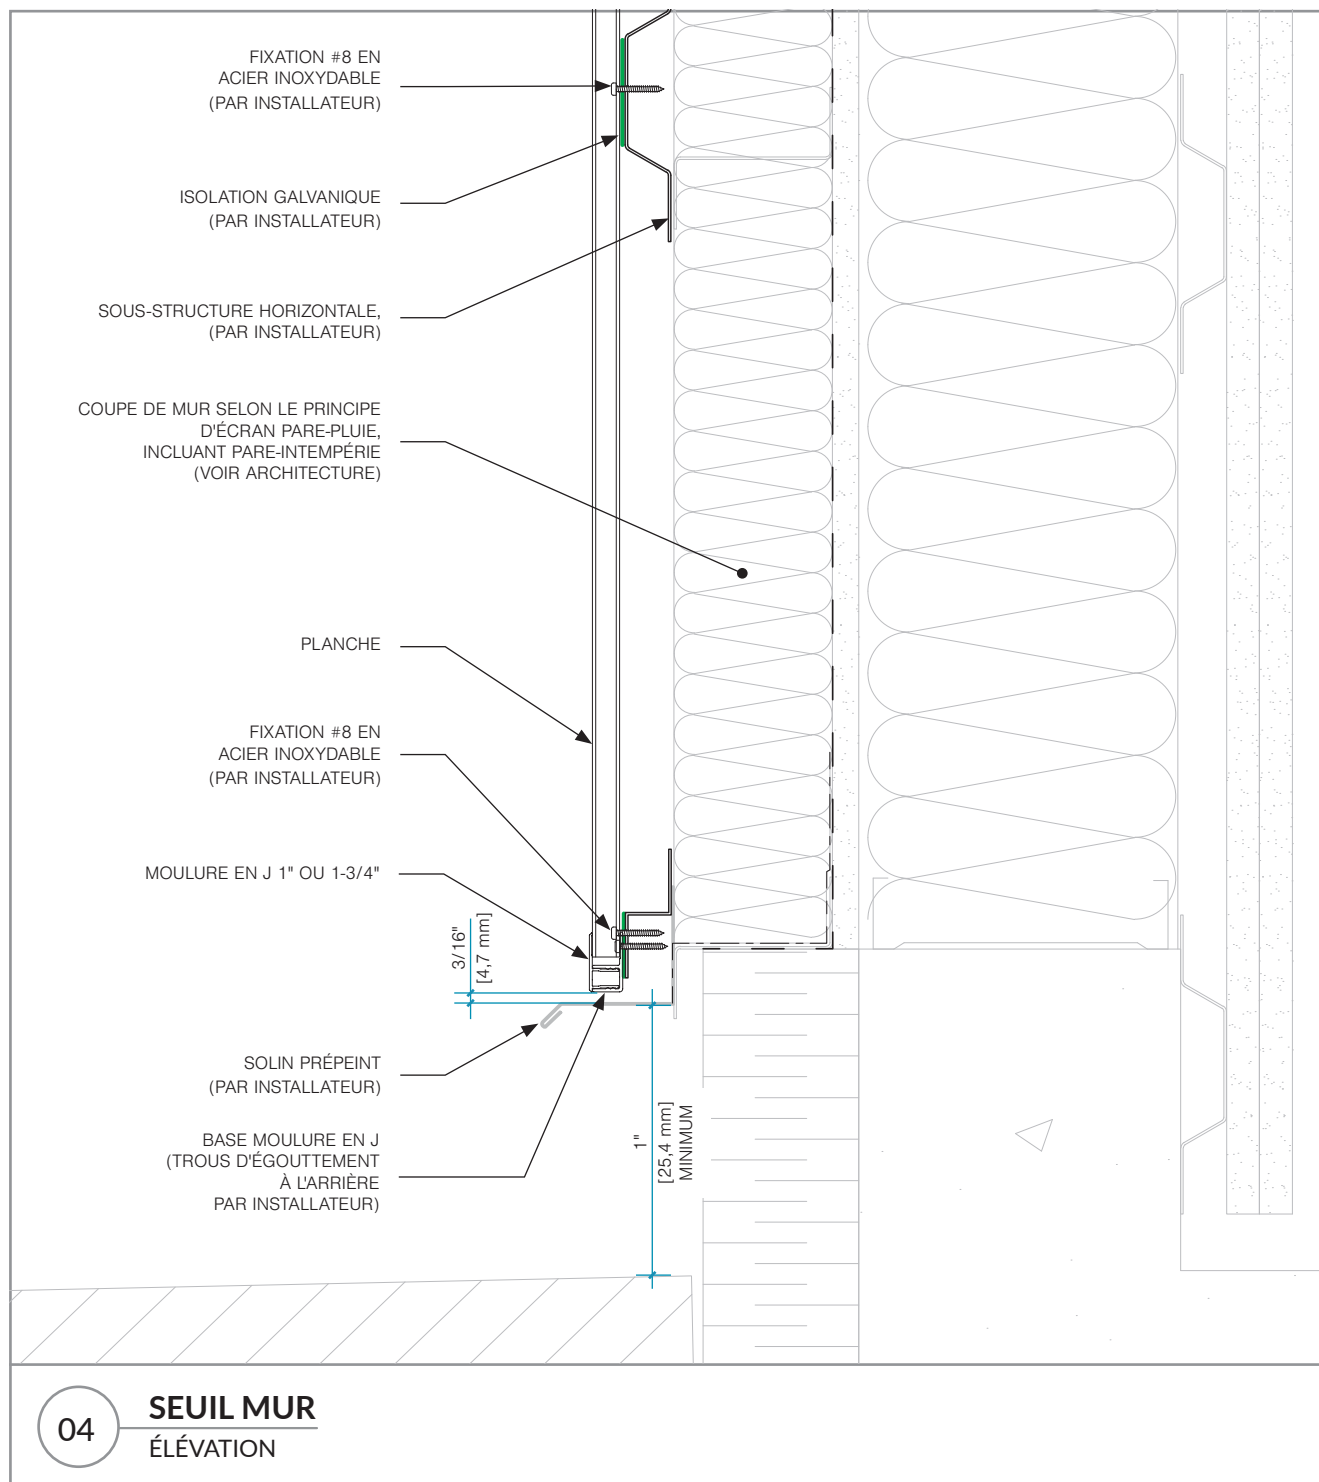 FIXATION #8 EN
ACIER INOXYDABLE
(PAR INSTALLATEUR)
ISOLATION GALVANIQUE
(PAR INSTALLATEUR)
SOUS-STRUCTURE HORIZONTALE,
(PAR INSTALLATEUR)
COUPE DE MUR SELON LE PRINCIPE
D'ÉCRAN PARE-PLUIE,
INCLUANT PARE-INTEMPÉRIE
(VOIR ARCHITECTURE)
PLANCHE
FIXATION #8 EN
ACIER INOXYDABLE
(PAR INSTALLATEUR)
MOULURE EN J 1" OU 1-3/4"
3/16"
[4,7 mm]
SOLIN PRÉPEINT
(PAR INSTALLATEUR)
BASE MOULURE EN J
(TROUS D'ÉGOUTTEMENT
À L'ARRIÈRE
PAR INSTALLATEUR)
1"
[25,4 mm]
MINIMUM
04
SEUIL MUR
ÉLÉVATION